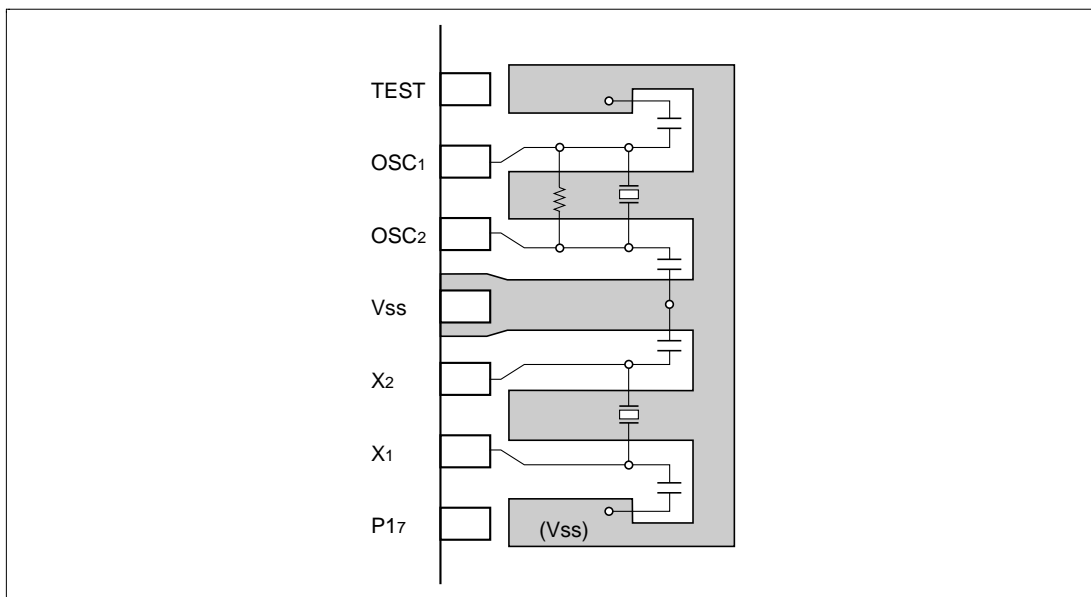 TEST
OSC1
OSC2
Vss
X2
X1
P17
(Vss)